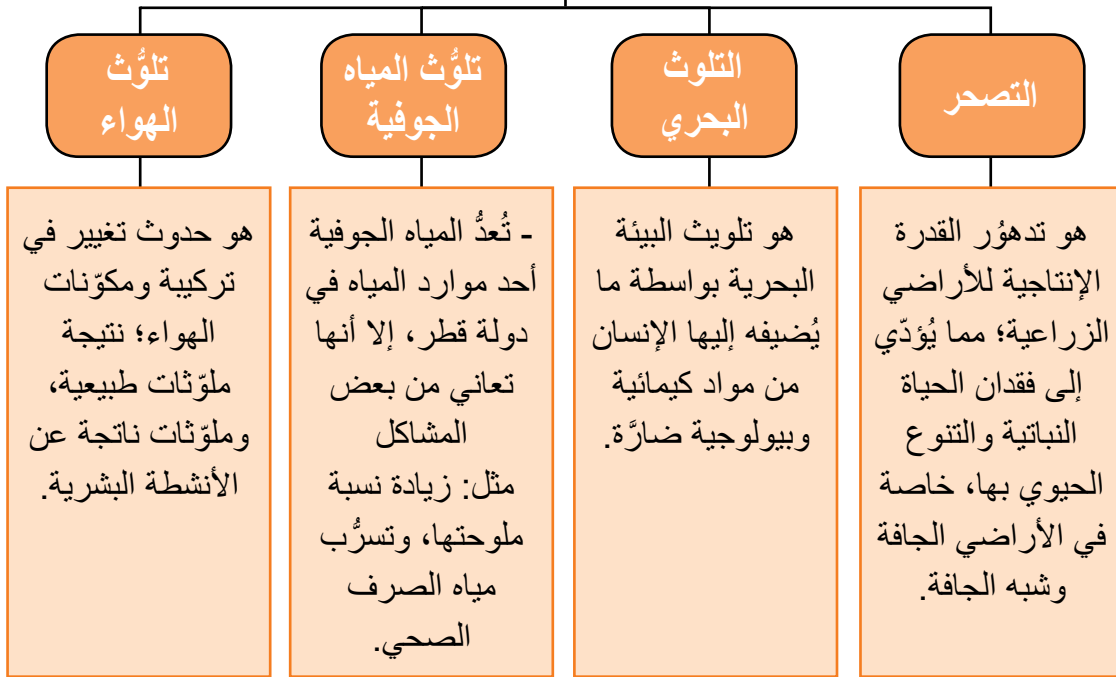 التصحر
هو تدهوُر القدرة
الإنتاجية للأراضي
الزراعية؛ مما يُؤدّي
إلى فقدان الحياة
النباتية والتنوع
الحيوي بها، خاصة
في الأراضي الجافة
وشبه الجافة.
التلوث
البحري
هو تلويث البيئة
البحرية بواسطة ما
يُضيفه إليها الإنسان
من مواد كيمائية
وبيولوجية ضارَّة.
تلوُّث المياه
الجوفية
- تُعدُّ المياه الجوفية
أحد موارد المياه في
دولة قطر، إلا أنها
تعاني من بعض
المشاكل
مثل: زيادة نسبة
ملوحتها، وتسرُّب
مياه الصرف
الصحي.
تلوُّث
الهواء
هو حدوث تغيير في
تركيبة ومكوّنات
الهواء؛ نتيجة
ملوّثات طبيعية،
وملوّثات ناتجة عن
الأنشطة البشرية.